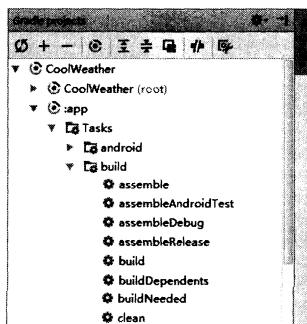 Gradle projects
CoolWeather
CoolWeather (root)
:app
Tasks
android
build
assemble
assembleAndroidTest
assembleDebug
assembleRelease
build
buildDependents
buildNeeded
clean